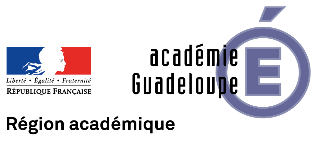 Liberté • Égalité • Fraternité
RÉPUBLIQUE FRANÇAISE
académie
Guadeloupe
É
Région académique